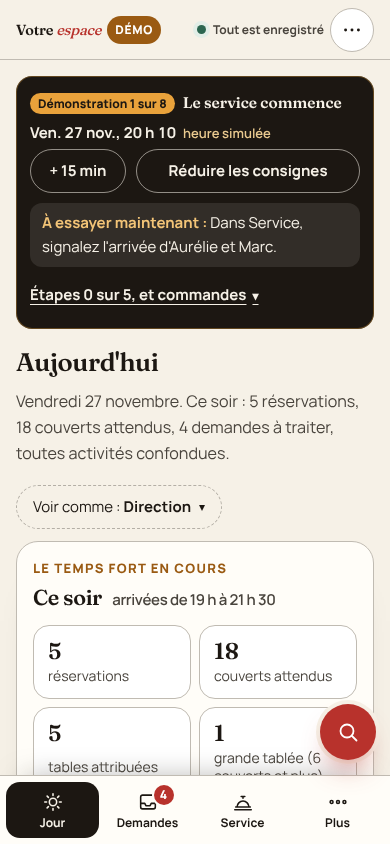 Votre espace DÉMO Tout est enregistré
Démonstration 1 sur 8 Le service commence
Ven. 27 nov., 20 h 10 heure simulée
+ 15 min Réduire les consignes
À essayer maintenant : Dans Service,
signalez l'arrivée d'Aurélie et Marc.
Étapes 0 sur 5, et commandes ▾
Aujourd'hui
Vendredi 27 novembre. Ce soir : 5 réservations,
18 couverts attendus, 4 demandes à traiter,
toutes activités confondues.
Voir comme : Direction ▾
LE TEMPS FORT EN COURS
Ce soir arrivées de 19 h à 21 h 30
5 18
réservations couverts attendus
5 1
tables attribuées grande tablée (6
couverts et plus)
4
Jour Demandes Service Plus